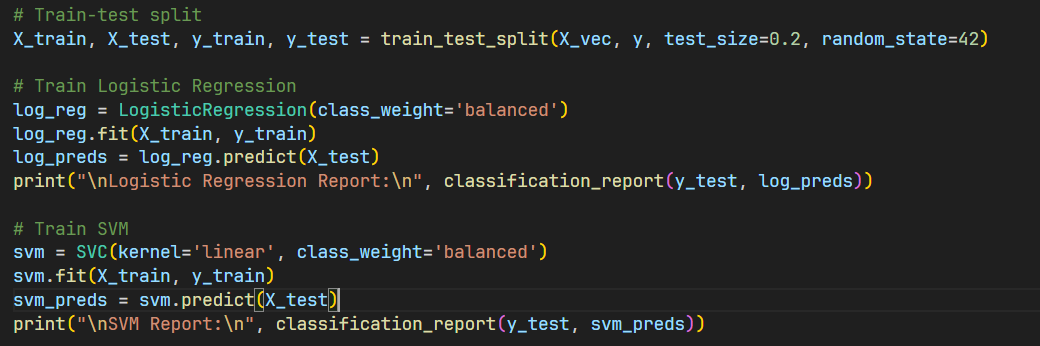 # Train-test split
X_train, X_test, y_train, y_test = train_test_split(X_vec, y, test_size=0.2, random_state=42)
# Train Logistic Regression
log_reg = LogisticRegression(class_weight='balanced')
log_reg.fit(X_train, y_train)
log_preds = log_reg.predict(X_test)
print("\nLogistic Regression Report:\n", classification_report(y_test, log_preds))
# Train SVM
svm = SVC(kernel='linear', class_weight='balanced')
svm.fit(X_train, y_train)
svm_preds = svm.predict(X_test)
print("\nSVM Report:\n", classification_report(y_test, svm_preds))